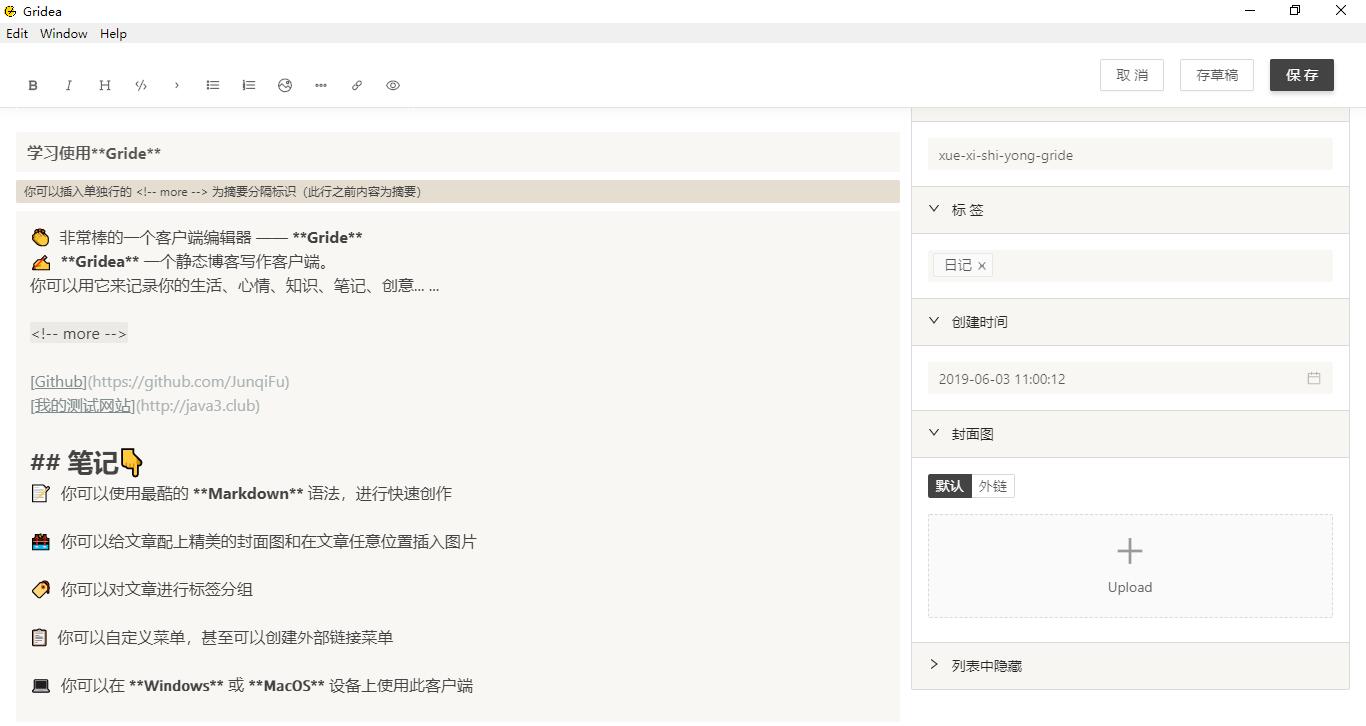 Gridea
Edit Window Help
B I H </> > ••• 取 消 存草稿 保 存
学习使用**Gride**
你可以插入单独行的 <!-- more --> 为摘要分隔标识（此行之前内容为摘要）
👏 非常棒的一个客户端编辑器 —— **Gride**
✍️ **Gridea** 一个静态博客写作客户端。
你可以用它来记录你的生活、心情、知识、笔记、创意... ...
<!-- more -->
[Github](https://github.com/JunqiFu)
[我的测试网站](http://java3.club)
## 笔记👇
📝 你可以使用最酷的 **Markdown** 语法，进行快速创作
🌉 你可以给文章配上精美的封面图和在文章任意位置插入图片
🏷️ 你可以对文章进行标签分组
📋 你可以自定义菜单，甚至可以创建外部链接菜单
💻 你可以在 **Windows** 或 **MacOS** 设备上使用此客户端
xue-xi-shi-yong-gride
标 签
日记 ×
创建时间
2019-06-03 11:00:12
封面图
默认 外链
Upload
列表中隐藏